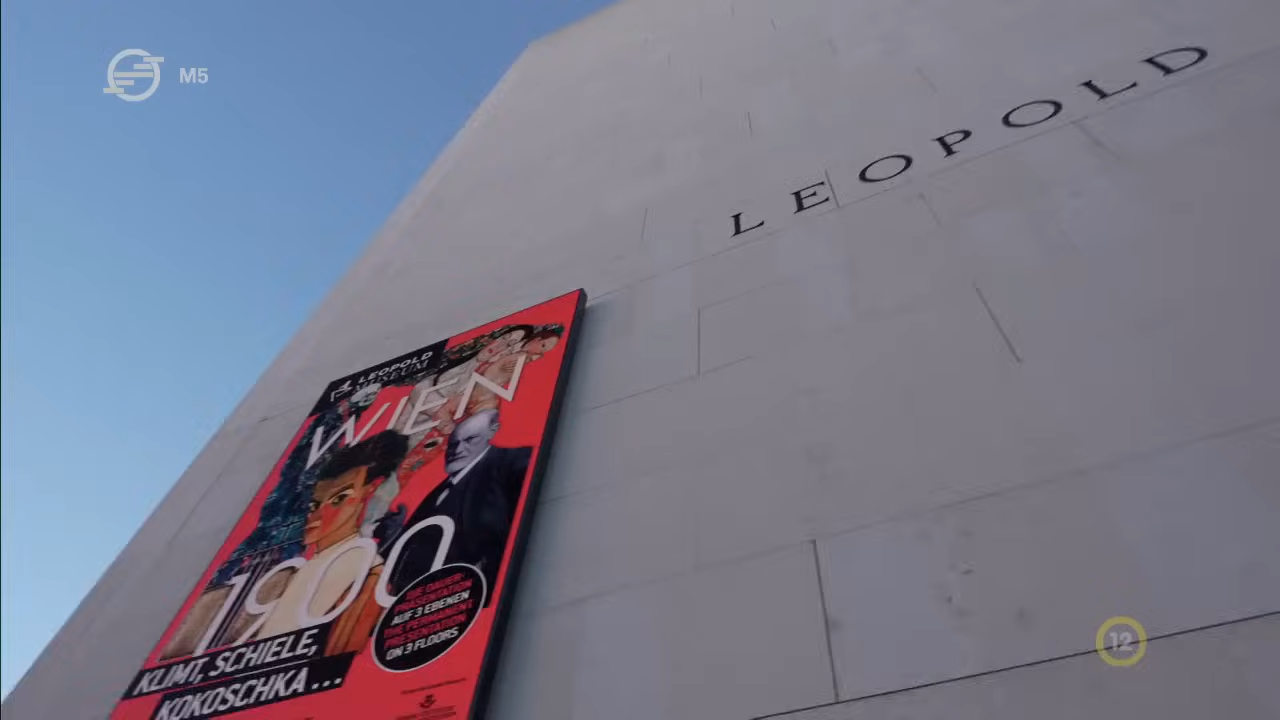 M5
LEOPOLD
LEOPOLD
MUSEUM
WIEN
1900
DIE DAUER-
PRÄSENTATION
AUF 3 EBENEN
THE PERMANENT
PRESENTATION
ON 3 FLOORS
KLIMT, SCHIELE,
KOKOSCHKA...
12